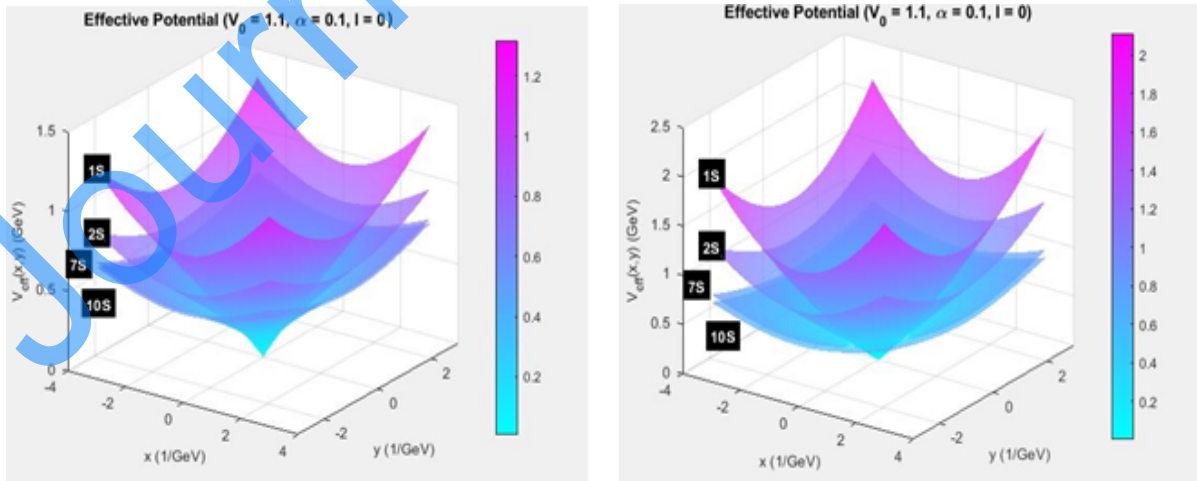 Effective Potential (V0 = 1.1, α = 0.1, l = 0)
1.5
1
0.5
0
Veff(x,y) (GeV)
1S
2S
7S
10S
-4
-2
0
2
4
x (1/GeV)
-2
0
2
y (1/GeV)
1.2
1
0.8
0.6
0.4
0.2
Journ
Effective Potential (V0 = 1.1, α = 0.1, l = 0)
2.5
2
1.5
1
0.5
0
Veff(x,y) (GeV)
1S
2S
7S
10S
-4
-2
0
2
4
x (1/GeV)
-2
0
2
y (1/GeV)
2
1.8
1.6
1.4
1.2
1
0.8
0.6
0.4
0.2